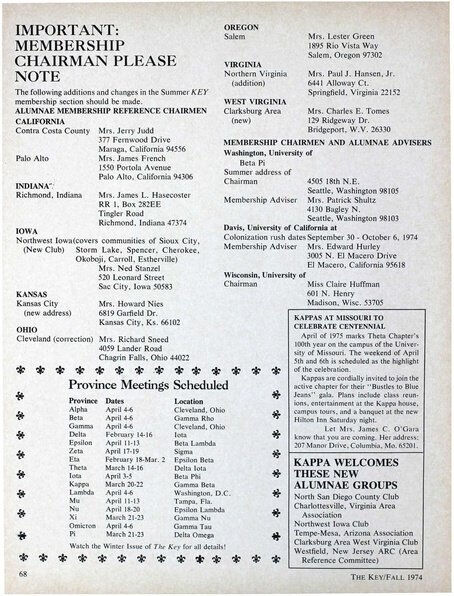 IMPORTANT:
MEMBERSHIP
CHAIRMAN PLEASE
NOTE
The following additions and changes in the Summer KEY
membership section should be made.
ALUMNAE MEMBERSHIP REFERENCE CHAIRMEN
CALIFORNIA
Contra Costa County Mrs. Jerry Judd
377 Fernwood Drive
Maraga, California 94556
Palo Alto Mrs. James French
1550 Portola Avenue
Palo Alto, California 94306
INDIANA
Richmond, Indiana Mrs. James L. Hasecoster
RR 1, Box 282EE
Tingler Road
Richmond, Indiana 47374
IOWA
Northwest Iowa(covers communities of Sioux City,
(New Club) Storm Lake, Spencer, Cherokee,
Okoboji, Carroll, Estherville)
Mrs. Ned Stanzel
520 Leonard Street
Sac City, Iowa 50583
KANSAS
Kansas City Mrs. Howard Nies
(new address) 6819 Garfield Dr.
Kansas City, Ks. 66102
OHIO
Cleveland (correction) Mrs. Richard Sneed
4059 Lander Road
Chagrin Falls, Ohio 44022
OREGON
Salem Mrs. Lester Green
1895 Rio Vista Way
Salem, Oregon 97302
VIRGINIA
Northern Virginia Mrs. Paul J. Hansen, Jr.
(addition) 6441 Alloway Ct.
Springfield, Virginia 22152
WEST VIRGINIA
Clarksburg Area Mrs. Charles E. Tomes
(new) 129 Ridgeway Dr.
Bridgeport, W.V. 26330
MEMBERSHIP CHAIRMEN AND ALUMNAE ADVISERS
Washington, University of
Beta Pi
Summer address of
Chairman 4505 18th N.E.
Seattle, Washington 98105
Membership Adviser Mrs. Patrick Shultz
4130 Bagley N.
Seattle, Washington 98103
Davis, University of California at
Colonization rush dates September 30 - October 6, 1974
Membership Adviser Mrs. Edward Hurley
3005 N. El Macero Drive
El Macero, California 95618
Wisconsin, University of
Chairman Miss Claire Huffman
601 N. Henry
Madison, Wisc. 53705
Province Meetings Scheduled
Province Dates Location
Alpha April 4-6 Cleveland, Ohio
Beta April 4-6 Gamma Rho
Gamma April 4-6 Cleveland, Ohio
Delta February 14-16 Iota
Epsilon April 11-13 Beta Lambda
Zeta April 17-19 Sigma
Eta February 18-Mar. 2 Epsilon Beta
Theta March 14-16 Delta Iota
Iota April 3-5 Beta Phi
Kappa March 20-22 Gamma Beta
Lambda April 4-6 Washington, D.C.
Mu April 11-13 Tampa, Fla.
Nu April 18-20 Epsilon Lambda
Xi March 21-23 Gamma Nu
Omicron April 4-6 Gamma Tau
Pi March 21-23 Delta Omega
Watch the Winter Issue of The Key for all details!
KAPPAS AT MISSOURI TO
CELEBRATE CENTENNIAL
April of 1975 marks Theta Chapter's
100th year on the campus of the Univer-
sity of Missouri. The weekend of April
5th and 6th is scheduled as the highlight
of the celebration.
Kappas are cordially invited to join the
active chapter for their "Bustles to Blue
Jeans" gala. Plans include class reun-
ions, entertainment at the Kappa house,
campus tours, and a banquet at the new
Hilton Inn Saturday night.
Let Mrs. James C. O'Gara
know that you are coming. Her address:
207 Manor Drive, Columbia, Mo. 65201.
KAPPA WELCOMES
THESE NEW
ALUMNAE GROUPS
North San Diego County Club
Charlottesville, Virginia Area
Association
Northwest Iowa Club
Tempe-Mesa, Arizona Association
Clarksburg Area West Virginia Club
Westfield, New Jersey ARC (Area
Reference Committee)
68
THE KEY/FALL 1974